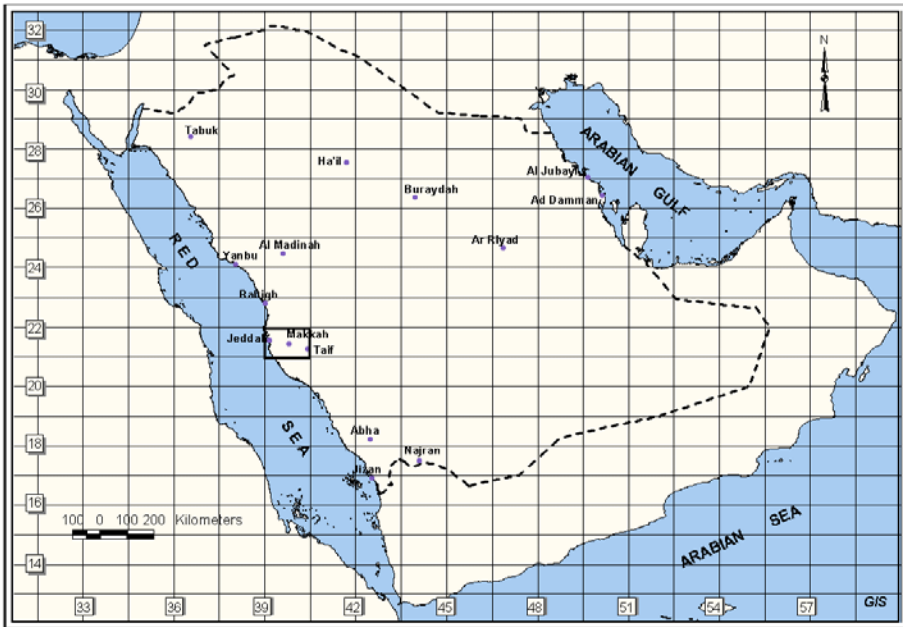 32
N
30
Tabuk
28
ARABIAN
GULF
Ha'il
Al Jubayl
Buraydah
26
Ad Damman
RED
Al Madinah
Ar RIyad
Yanbu
24
Rabigh
22
Jeddah
Makkah
Taif
20
SEA
Abha
18
Najran
Jizan
16
100 0 100 200 Kilometers
ARABIAN SEA
14
33
36
39
42
45
48
51
54
57
GIS